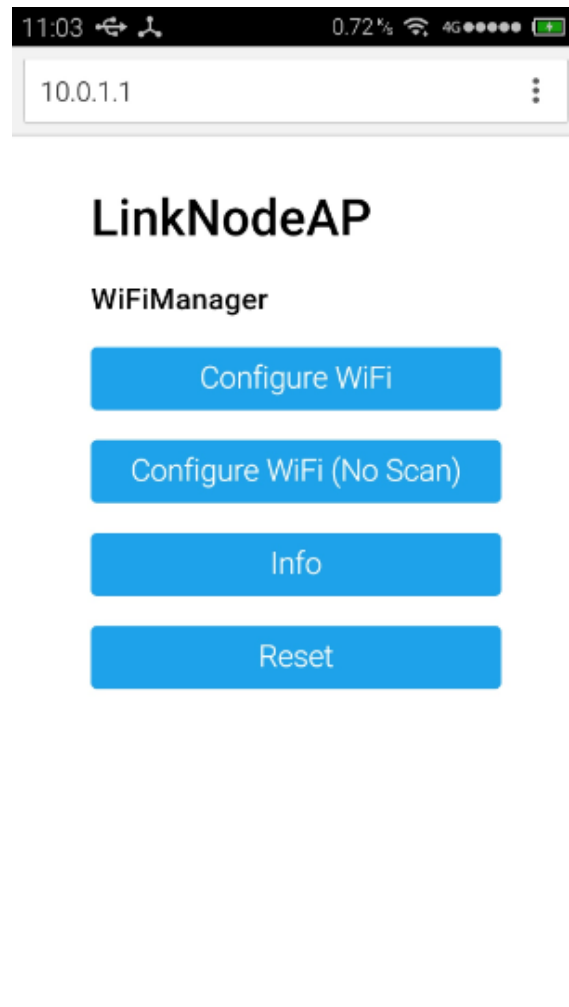 11:03 0.72 K/s 4G
10.0.1.1
LinkNodeAP
WiFiManager
Configure WiFi
Configure WiFi (No Scan)
Info
Reset